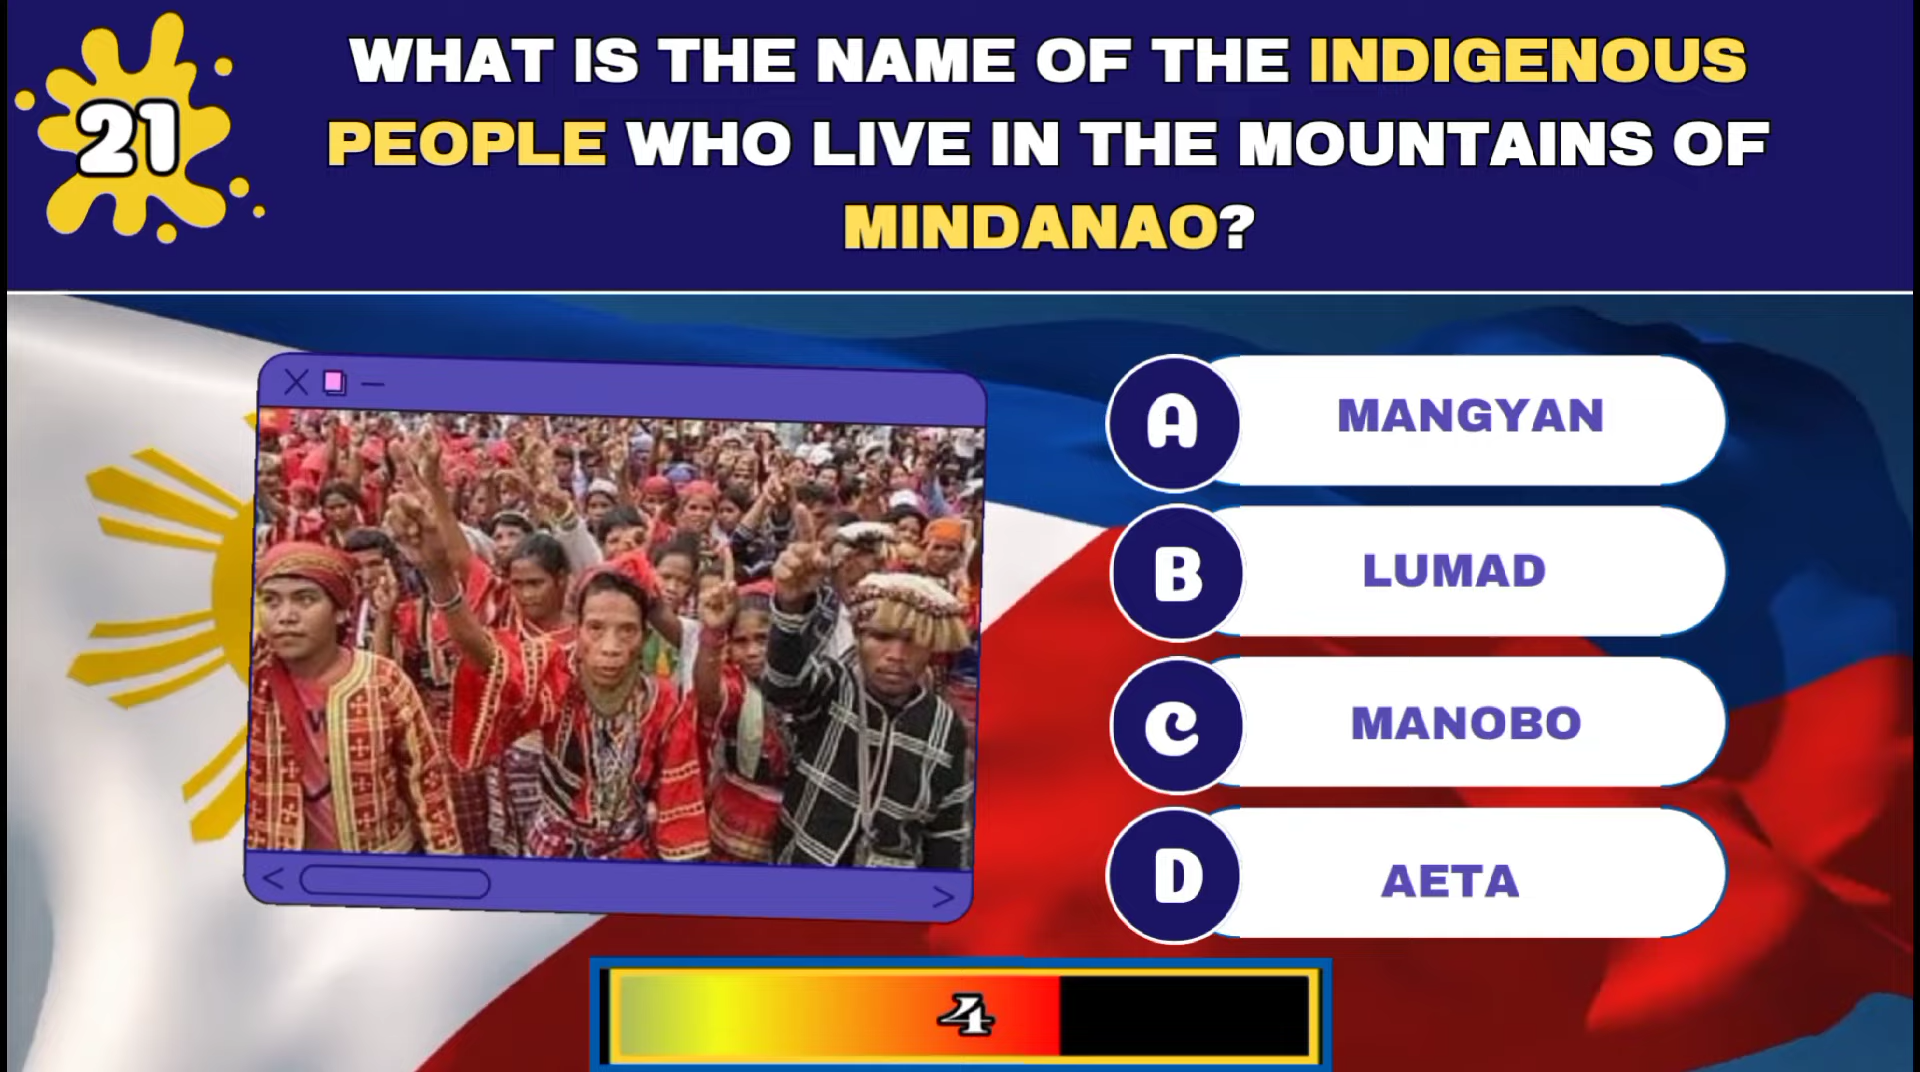 21
WHAT IS THE NAME OF THE INDIGENOUS
PEOPLE WHO LIVE IN THE MOUNTAINS OF
MINDANAO?
A MANGYAN
B LUMAD
C MANOBO
D AETA
4